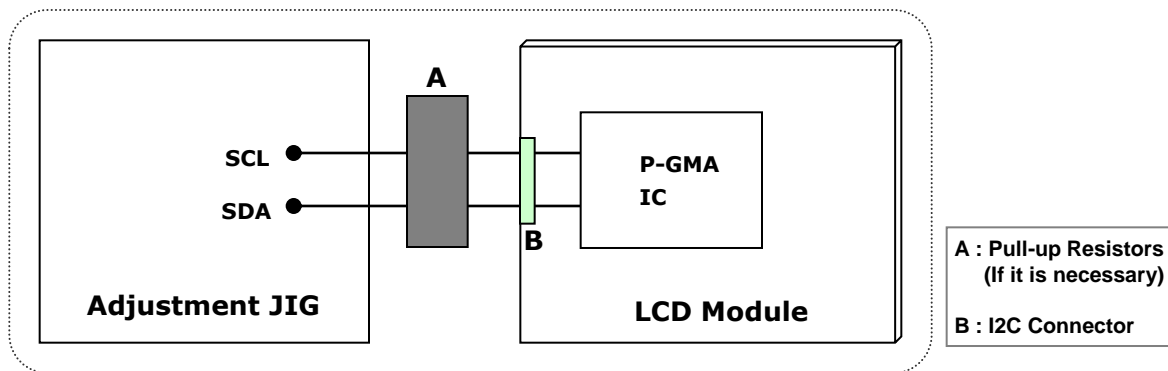 A
SCL
SDA
B
P-GMA
IC
Adjustment JIG
LCD Module
A : Pull-up Resistors
(If it is necessary)
B : I2C Connector